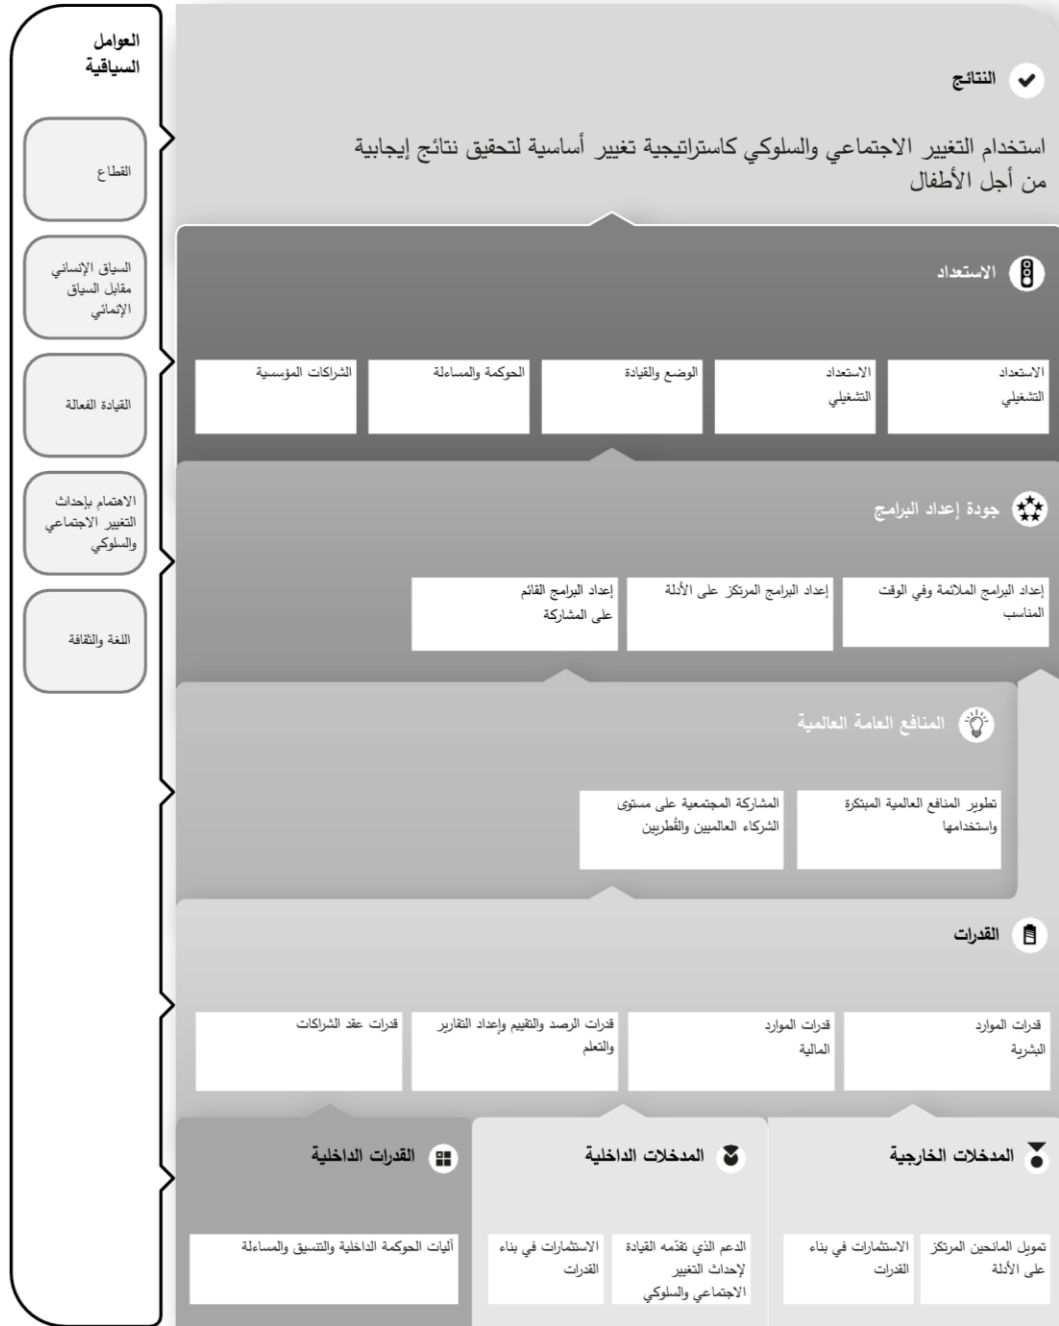 العوامل
السياقية
القطاع
السياق الإنساني
مقابل السياق
الإنمائي
القيادة الفعالة
الاهتمام بإحداث
التغيير الاجتماعي
والسلوكي
اللغة والثقافة
النتائج
استخدام التغيير الاجتماعي والسلوكي كاستراتيجية تغيير أساسية لتحقيق نتائج إيجابية
من أجل الأطفال
الاستعداد
الاستعداد
التشغيلي
الاستعداد
التشغيلي
الوضع والقيادة
الحوكمة والمساءلة
الشراكات المؤسسية
جودة إعداد البرامج
إعداد البرامج الملائمة وفي الوقت
المناسب
إعداد البرامج المرتكز على الأدلة
إعداد البرامج القائم
على المشاركة
المنافع العامة العالمية
تطوير المنافع العالمية المبتكرة
واستخدامها
المشاركة المجتمعية على مستوى
الشركاء العالميين والقُطريين
القدرات
قدرات الموارد
البشرية
قدرات الموارد
المالية
قدرات الرصد والتقييم وإعداد التقارير
والتعلم
قدرات عقد الشراكات
المدخلات الخارجية
تمويل المانحين المرتكز
على الأدلة
الاستثمارات في بناء
القدرات
المدخلات الداخلية
الدعم الذي تقدّمه القيادة
لإحداث التغيير
الاجتماعي والسلوكي
الاستثمارات في بناء
القدرات
القدرات الداخلية
آليات الحوكمة الداخلية والتنسيق والمساءلة